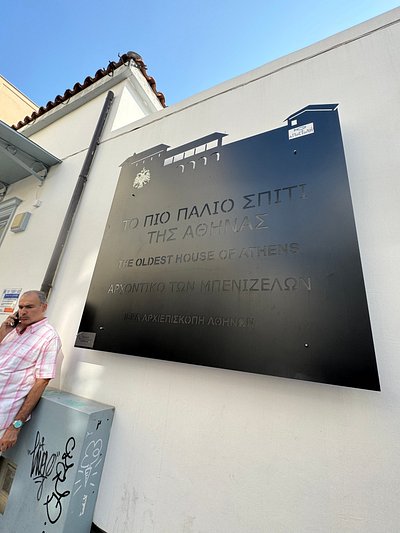 ΤΟ ΠΙΟ ΠΑΛΙΟ ΣΠΙΤΙ
ΤΗΣ ΑΘΗΝΑΣ
THE OLDEST HOUSE OF ATHENS
ΑΡΧΟΝΤΙΚΟ ΤΩΝ ΜΠΕΝΙΖΕΛΩΝ
ΙΕΡΑ ΑΡΧΙΕΠΙΣΚΟΠΗ ΑΘΗΝΩΝ